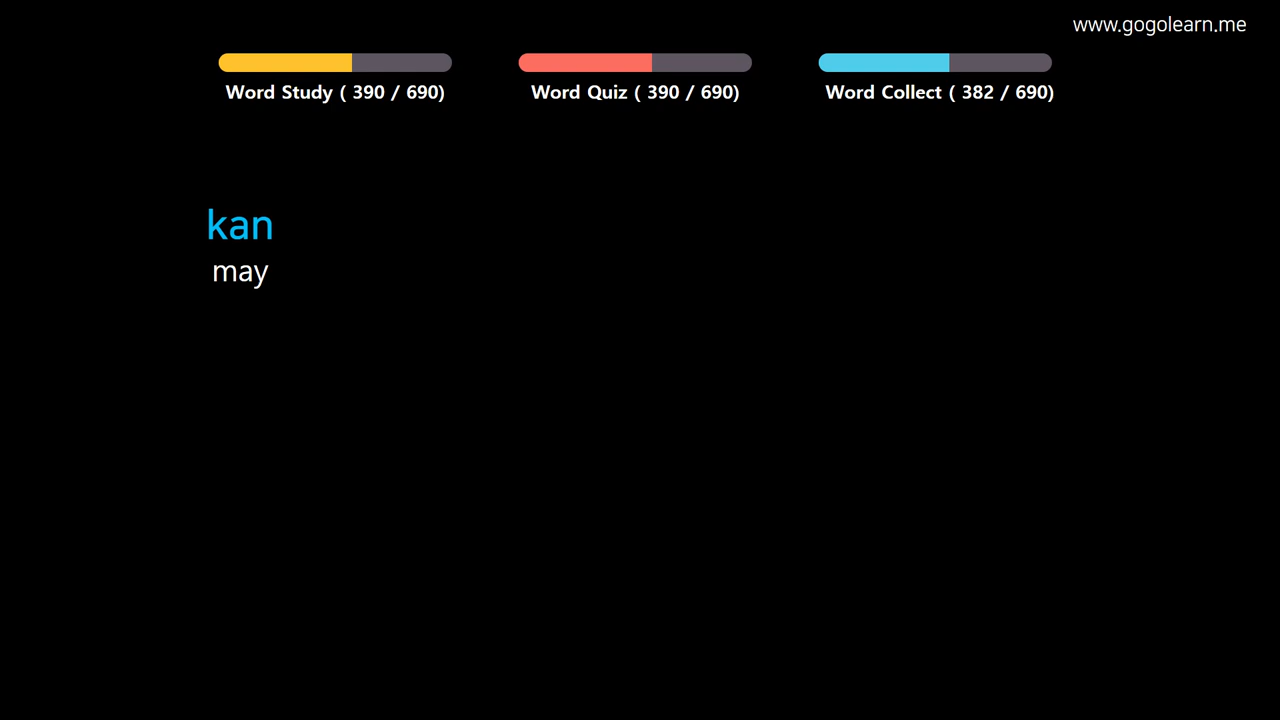 www.gogolearn.me
Word Study ( 390 / 690)
Word Quiz ( 390 / 690)
Word Collect ( 382 / 690)
kan
may